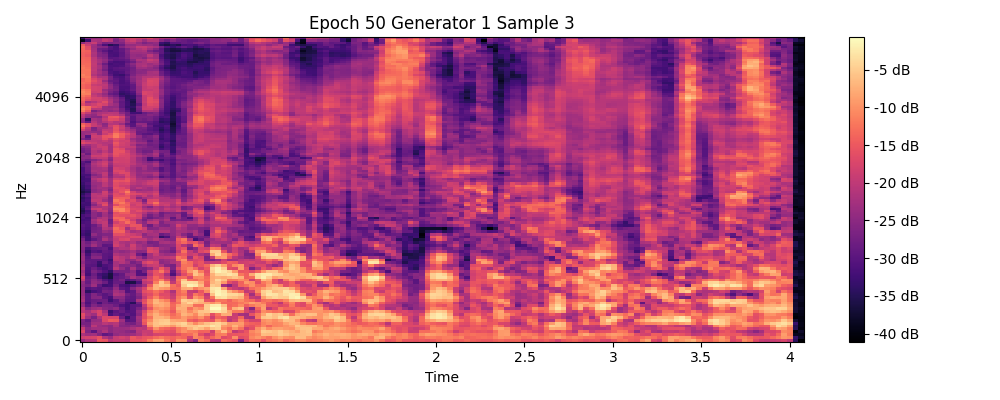 Epoch 50 Generator 1 Sample 3
Hz
4096
2048
1024
512
0
0 0.5 1 1.5 2 2.5 3 3.5 4
Time
-5 dB
-10 dB
-15 dB
-20 dB
-25 dB
-30 dB
-35 dB
-40 dB